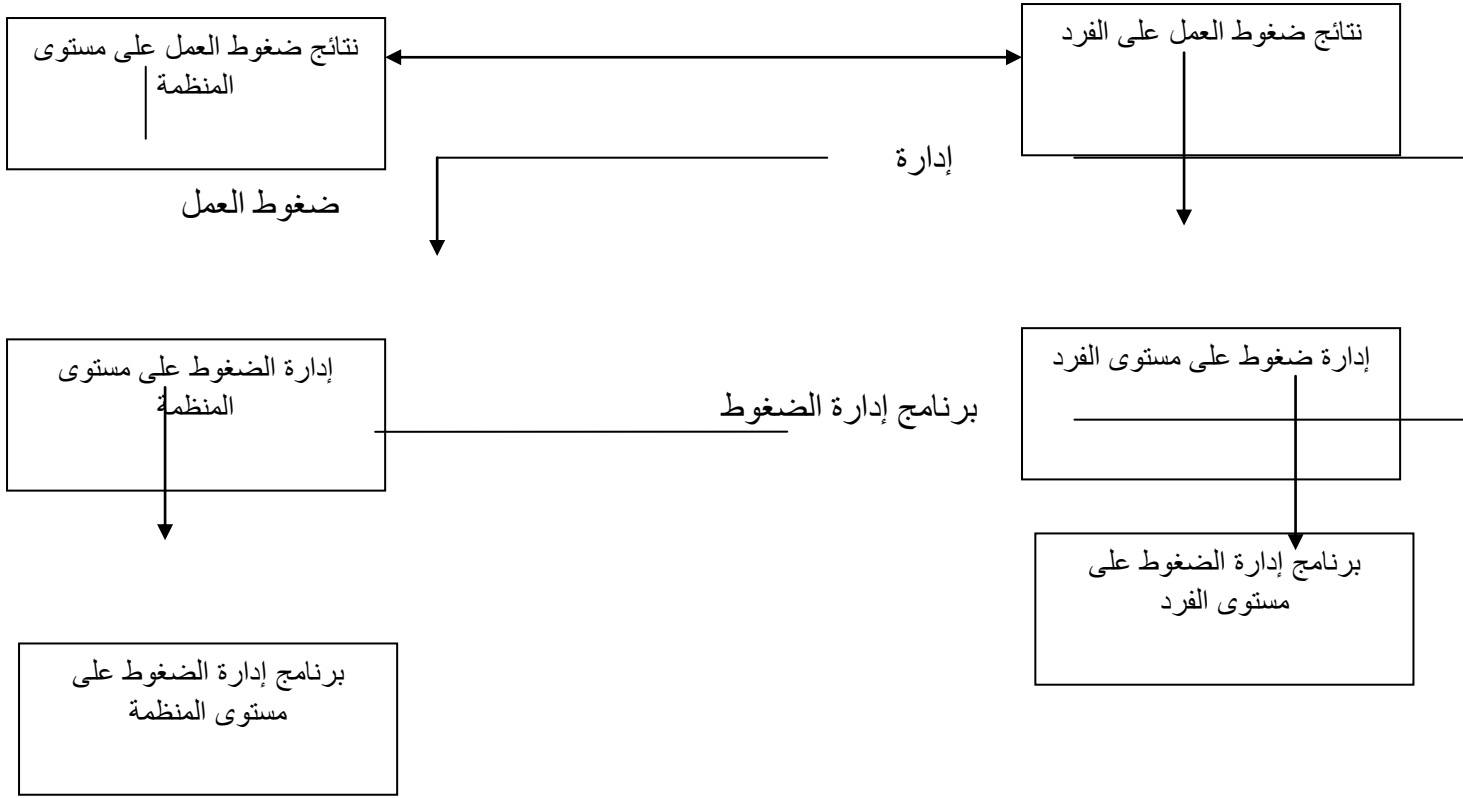 نتائج ضغوط العمل على الفرد
نتائج ضغوط العمل على مستوى
المنظمة
إدارة
ضغوط العمل
إدارة ضغوط على مستوى الفرد
إدارة الضغوط على مستوى
المنظمة
برنامج إدارة الضغوط
برنامج إدارة الضغوط على
مستوى الفرد
برنامج إدارة الضغوط على
مستوى المنظمة